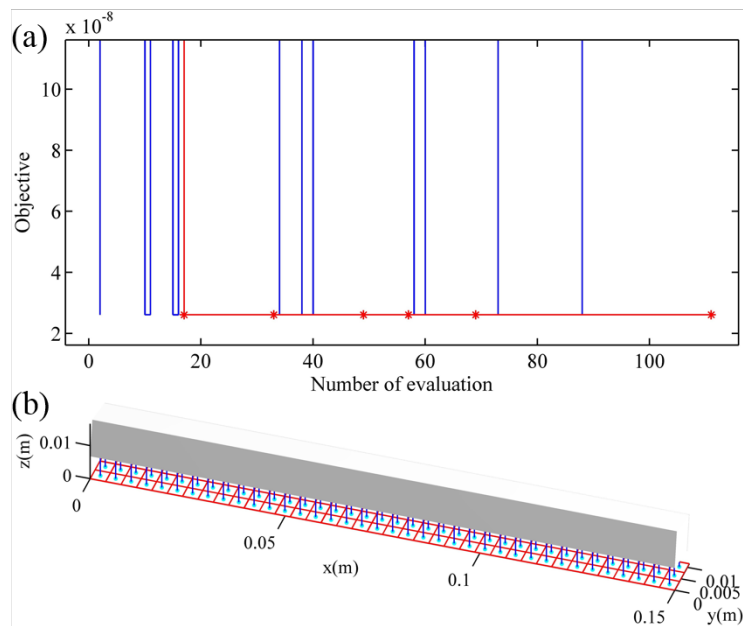 (a)
x 10-8
10
8
6
4
2
Objective
0 20 40 60 80 100
Number of evaluation
(b)
z(m)
0.01
0
0
0.05
0.1
0.15
x(m)
0.01
0.005
0
y(m)